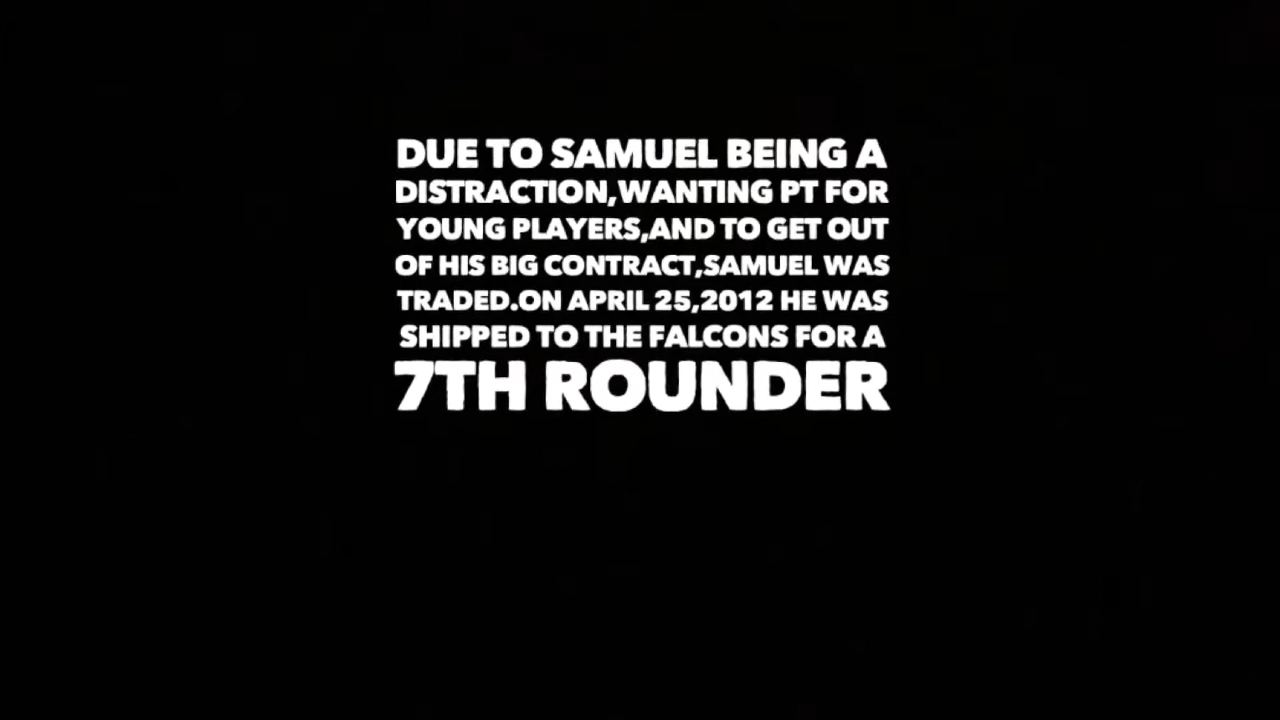 DUE TO SAMUEL BEING A
DISTRACTION,WANTING PT FOR
YOUNG PLAYERS,AND TO GET OUT
OF HIS BIG CONTRACT,SAMUEL WAS
TRADED.ON APRIL 25,2012 HE WAS
SHIPPED TO THE FALCONS FOR A
7TH ROUNDER